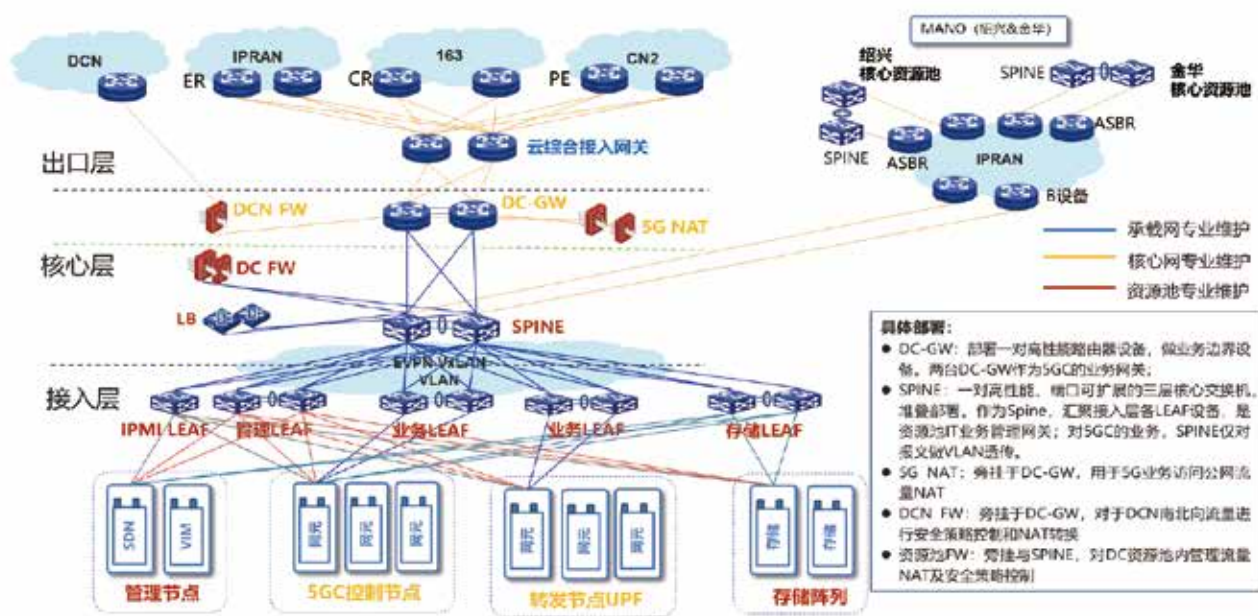 DCN
IPRAN
163
CN2
ER
CR
PE
云综合接入网关
出口层
DCN FW
DC-GW
5G NAT
核心层
DC FW
LB
SPINE
EVPN VxLAN
VLAN
接入层
IPMI LEAF
管理LEAF
业务LEAF
业务LEAF
存储LEAF
SDN
VIM
网元
网元
网元
网元
网元
网元
存储
存储
管理节点
5GC控制节点
转发节点UPF
存储阵列
MANO（绍兴&金华）
绍兴
核心资源池
SPINE
金华
核心资源池
SPINE
ASBR
ASBR
IPRAN
B设备
承载网专业维护
核心网专业维护
资源池专业维护
具体部署：
● DC-GW：部署一对高性能路由器设备，做业务边界设
备。两台DC-GW作为5GC的业务网关；
● SPINE：一对高性能、端口可扩展的三层核心交换机
堆叠部署。作为Spine，汇聚接入层各LEAF设备，是
资源池IT业务管理网关；对5GC的业务，SPINE仅对
报文做VLAN透传。
● 5G NAT：旁挂于DC-GW，用于5G业务访问公网流
量NAT
● DCN FW：旁挂于DC-GW，对于DCN南北向流量进
行安全策略控制和NAT转换
● 资源池FW：旁挂与SPINE，对DC资源池内管理流量
NAT及安全策略控制